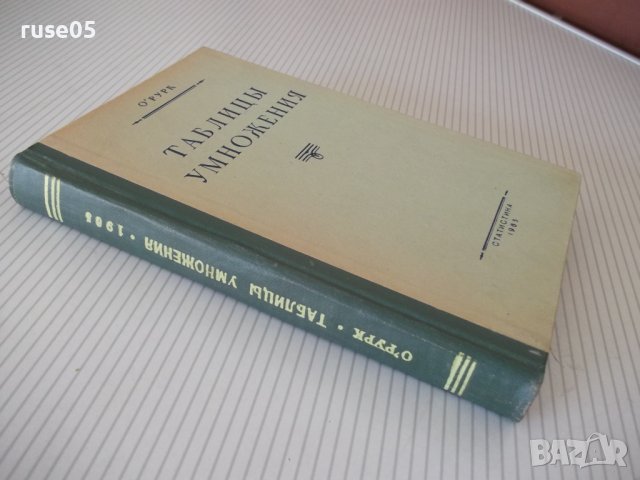 ruse05
О'РУРК
ТАБЛИЦЫ
УМНОЖЕНИЯ
СТАТИСТИКА
1965
О'РУРК • ТАБЛИЦЫ УМНОЖЕНИЯ • 1965
BAZAR
bg